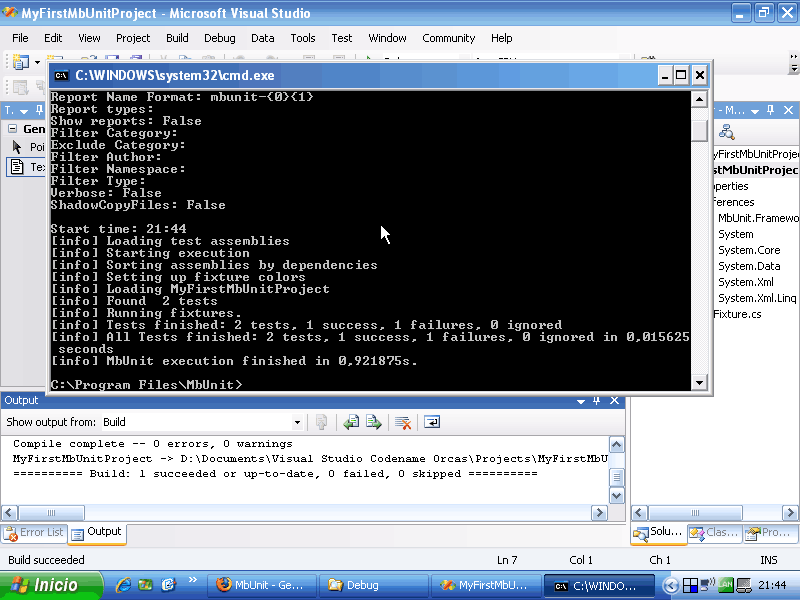 MyFirstMbUnitProject - Microsoft Visual Studio
File Edit View Project Build Debug Data Tools Test Window Community Help
C:\WINDOWS\system32\cmd.exe
Report Name Format: mbunit-{0}{1}
Report types:
Show reports: False
Filter Category:
Exclude Category:
Filter Author:
Filter Namespace:
Filter Type:
Verbose: False
ShadowCopyFiles: False
Start time: 21:44
[info] Loading test assemblies
[info] Starting execution
[info] Sorting assemblies by dependencies
[info] Setting up fixture colors
[info] Loading MyFirstMbUnitProject
[info] Found  2 tests
[info] Running fixtures.
[info] Tests finished: 2 tests, 1 success, 1 failures, 0 ignored
[info] All Tests finished: 2 tests, 1 success, 1 failures, 0 ignored in 0,015625
 seconds
[info] MbUnit execution finished in 0,921875s.
C:\Program Files\MbUnit>
T.
Gen
Poi
Tex
- M...
yFirstMbUnitProjec
stMbUnitProjec
perties
ferences
MbUnit.Framewo
System
System.Core
System.Data
System.Xml
System.Xml.Linq
Fixture.cs
Output
Show output from: Build
Compile complete -- 0 errors, 0 warnings
MyFirstMbUnitProject -> D:\Documents\Visual Studio Codename Orcas\Projects\MyFirstMbU
========== Build: 1 succeeded or up-to-date, 0 failed, 0 skipped ==========
Error List Output
Solu... Clas... Pro...
Build succeeded Ln 7 Col 1 Ch 1 INS
Inicio MbUnit - Ge... Debug MyFirstMbU... C:\WINDO... 21:44